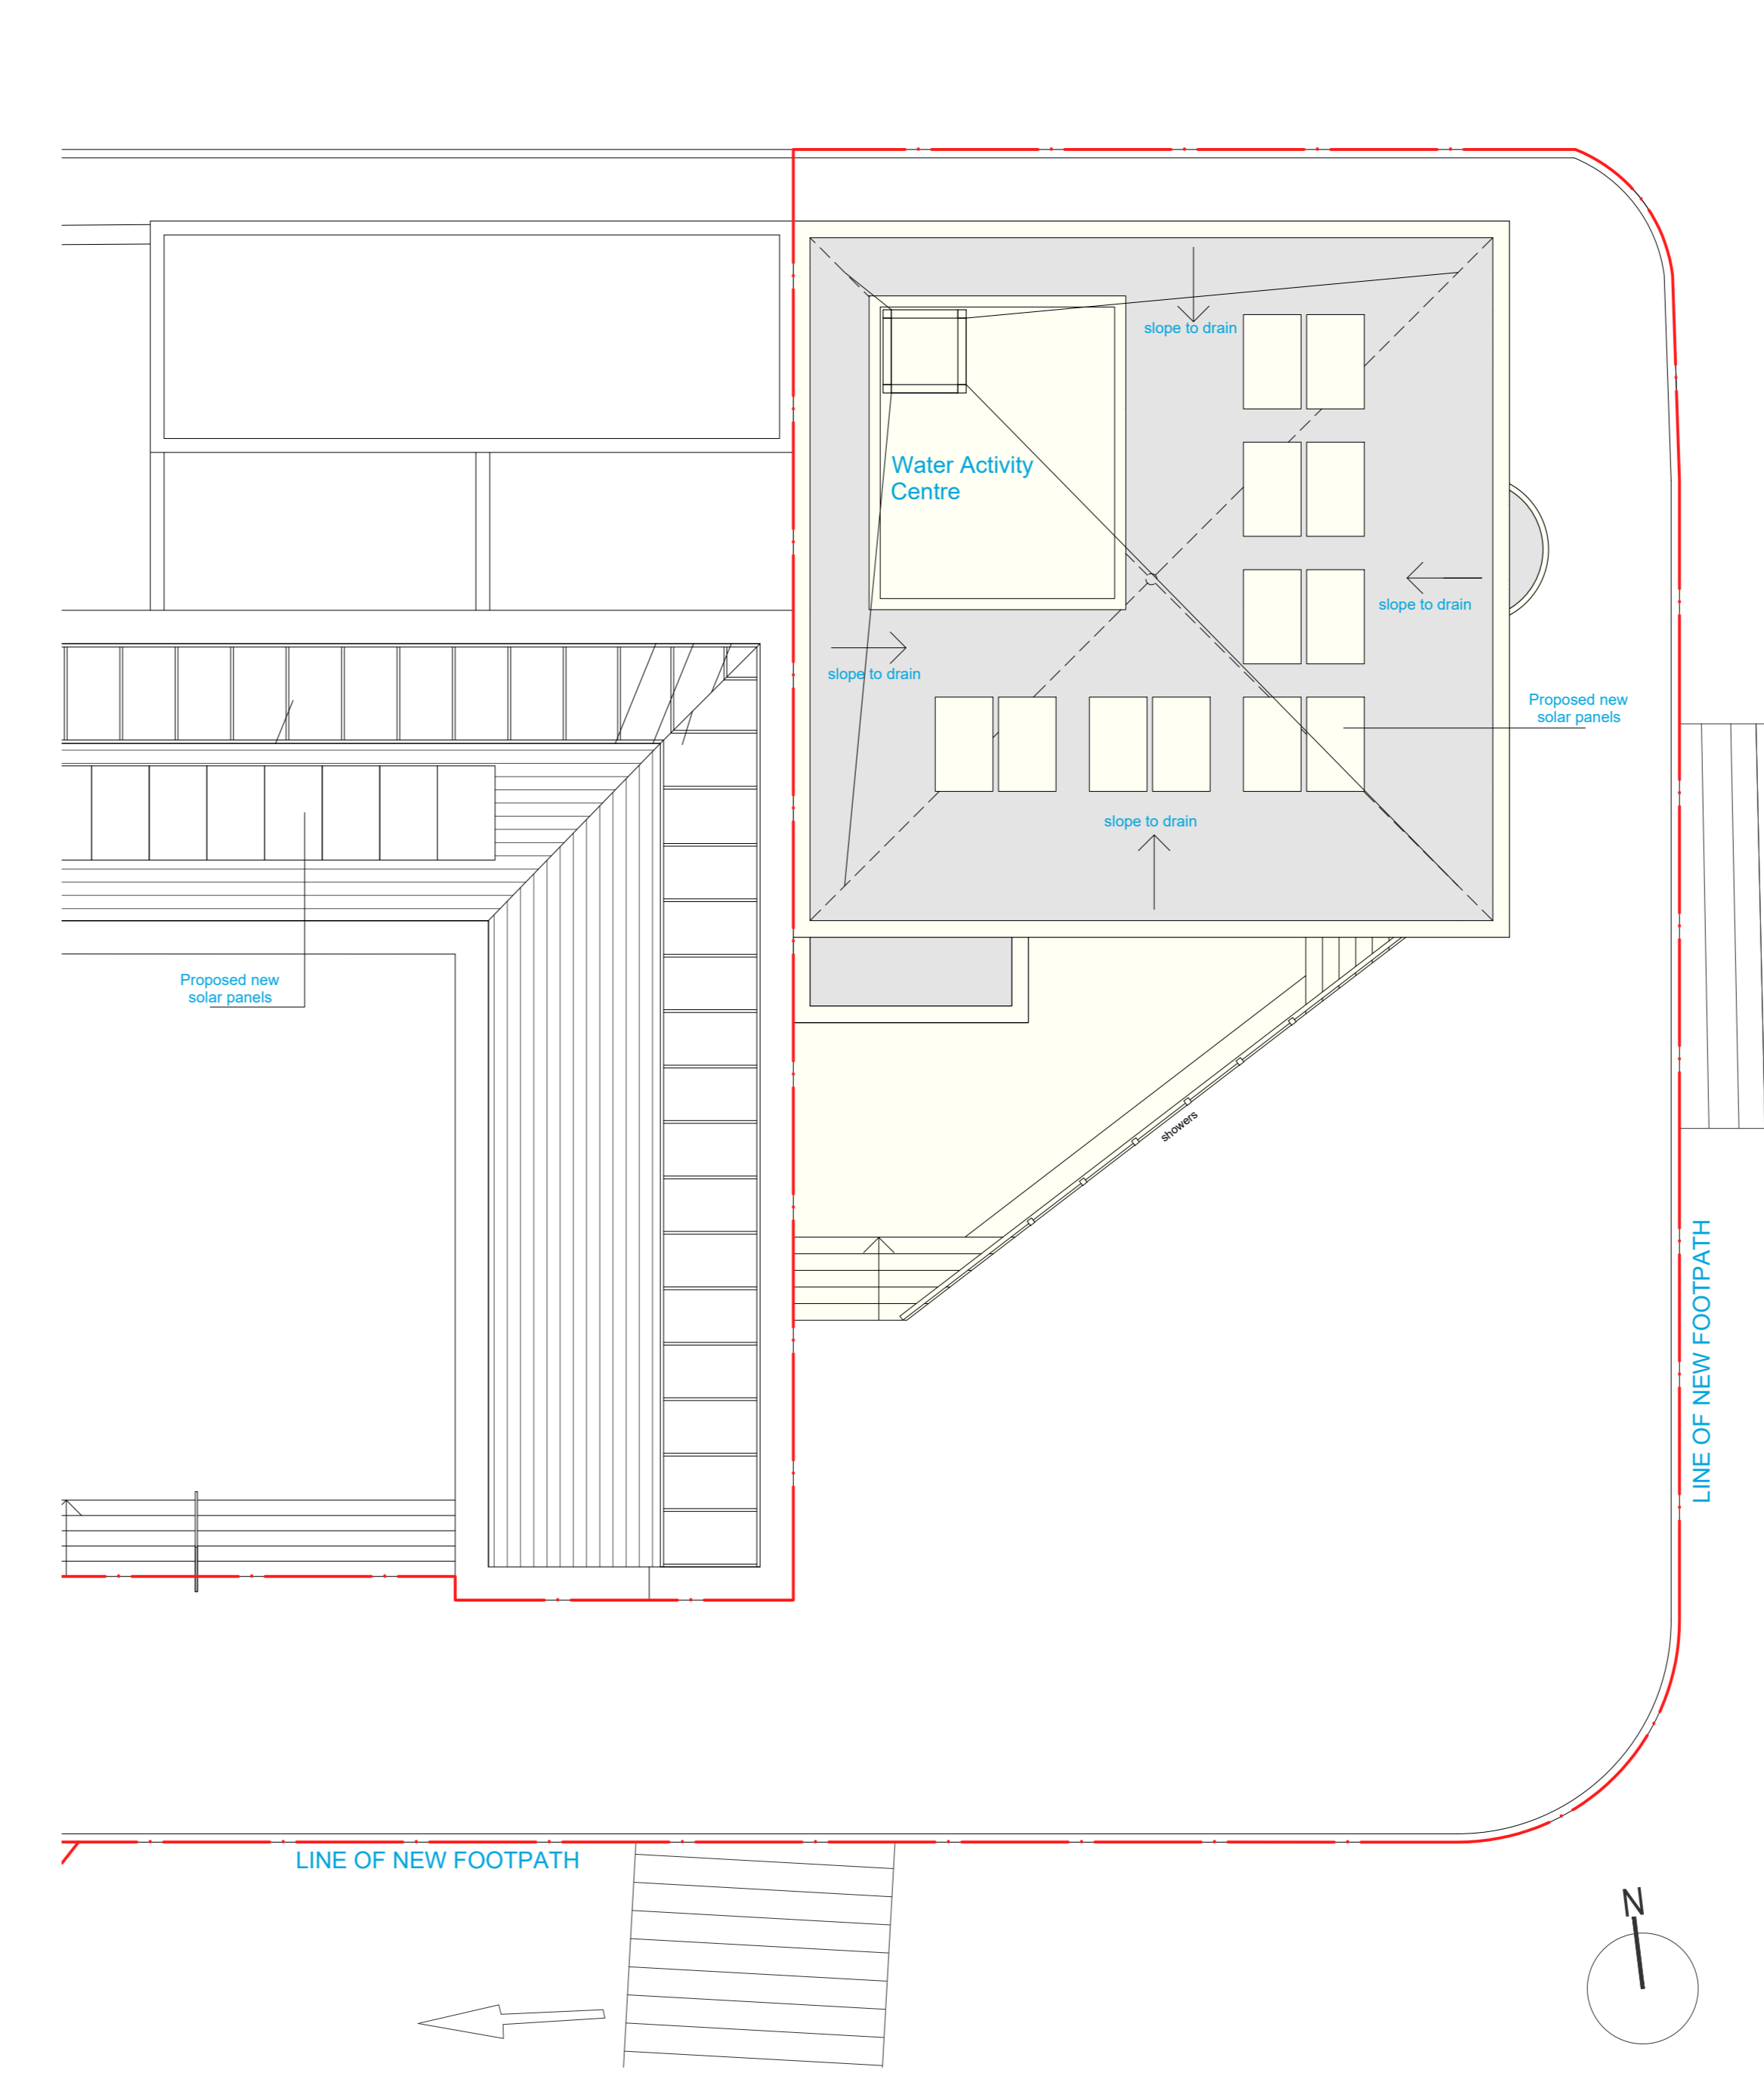 slope to drain
Water Activity
Centre
slope to drain
slope to drain
Proposed new
solar panels
slope to drain
Proposed new
solar panels
showers
LINE OF NEW FOOTPATH
LINE OF NEW FOOTPATH
N